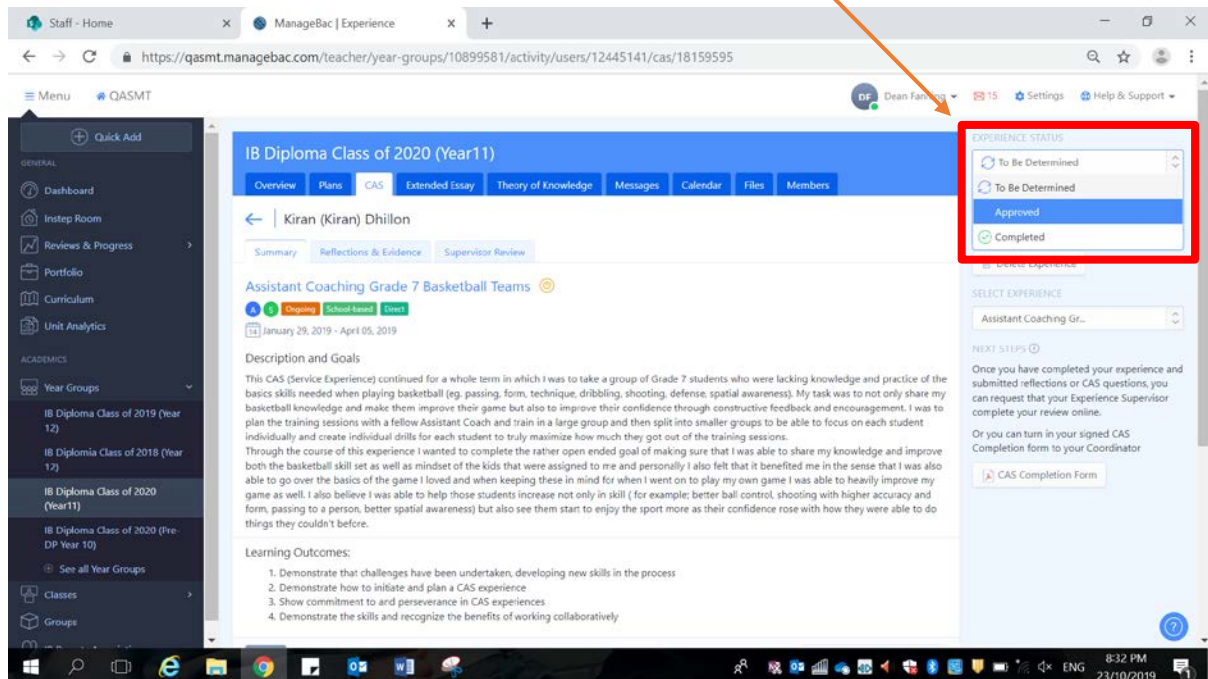 Staff - Home
ManageBac | Experience
https://qasmt.managebac.com/teacher/year-groups/10899581/activity/users/12445141/cas/18159595
Menu QASMT
DF Dean Fanning 15 Settings Help & Support
Quick Add
GENERAL
Dashboard
Instep Room
Reviews & Progress
Portfolio
Curriculum
Unit Analytics
ACADEMICS
Year Groups
IB Diploma Class of 2019 (Year
12)
IB Diplomia Class of 2018 (Year
12)
IB Diploma Class of 2020
(Year11)
IB Diploma Class of 2020 (Pre-
DP Year 10)
See all Year Groups
Classes
Groups
IB Diploma Class of 2020 (Year11)
Overview Plans CAS Extended Essay Theory of Knowledge Messages Calendar Files Members
Kiran (Kiran) Dhillon
Summary Reflections & Evidence Supervisor Review
Assistant Coaching Grade 7 Basketball Teams
A S Ongoing School-based Direct
14 January 29, 2019 - April 05, 2019
Description and Goals
This CAS (Service Experience) continued for a whole term in which I was to take a group of Grade 7 students who were lacking knowledge and practice of the
basics skills needed when playing basketball (eg. passing, form, technique, dribbling, shooting, defense, spatial awareness). My task was to not only share my
basketball knowledge and make them improve their game but also to improve their confidence through constructive feedback and encouragement. I was to
plan the training sessions with a fellow Assistant Coach and train in a large group and then split into smaller groups to be able to focus on each student
individually and create individual drills for each student to truly maximize how much they got out of the training sessions.
Through the course of this experience I wanted to complete the rather open ended goal of making sure that I was able to share my knowledge and improve
both the basketball skill set as well as mindset of the kids that were assigned to me and personally I also felt that it benefited me in the sense that I was also
able to go over the basics of the game I loved and when keeping these in mind for when I went on to play my own game I was able to heavily improve my
game as well. I also believe I was able to help those students increase not only in skill ( for example; better ball control, shooting with higher accuracy and
form, passing to a person, better spatial awareness) but also see them start to enjoy the sport more as their confidence rose with how they were able to do
things they couldn't before.
Learning Outcomes:
1. Demonstrate that challenges have been undertaken, developing new skills in the process
2. Demonstrate how to initiate and plan a CAS experience
3. Show commitment to and perseverance in CAS experiences
4. Demonstrate the skills and recognize the benefits of working collaboratively
EXPERIENCE STATUS
To Be Determined
To Be Determined
Approved
Completed
Delete Experience
SELECT EXPERIENCE
Assistant Coaching Gr...
NEXT STEPS
Once you have completed your experience and
submitted reflections or CAS questions, you
can request that your Experience Supervisor
complete your review online.
Or you can turn in your signed CAS
Completion form to your Coordinator
CAS Completion Form
ENG
8:32 PM
23/10/2019